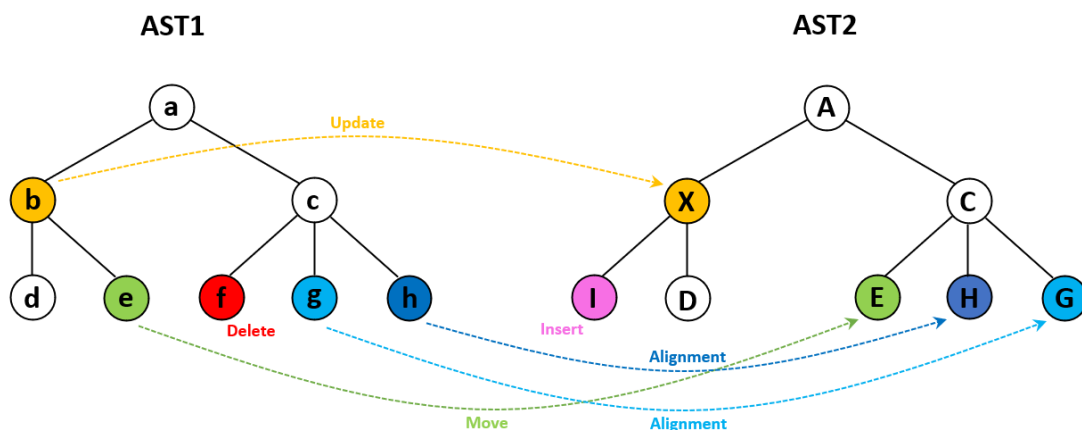 AST1 AST2
a A
Update
b c X C
d e f g h I D E H G
Delete Insert
Alignment
Move Alignment